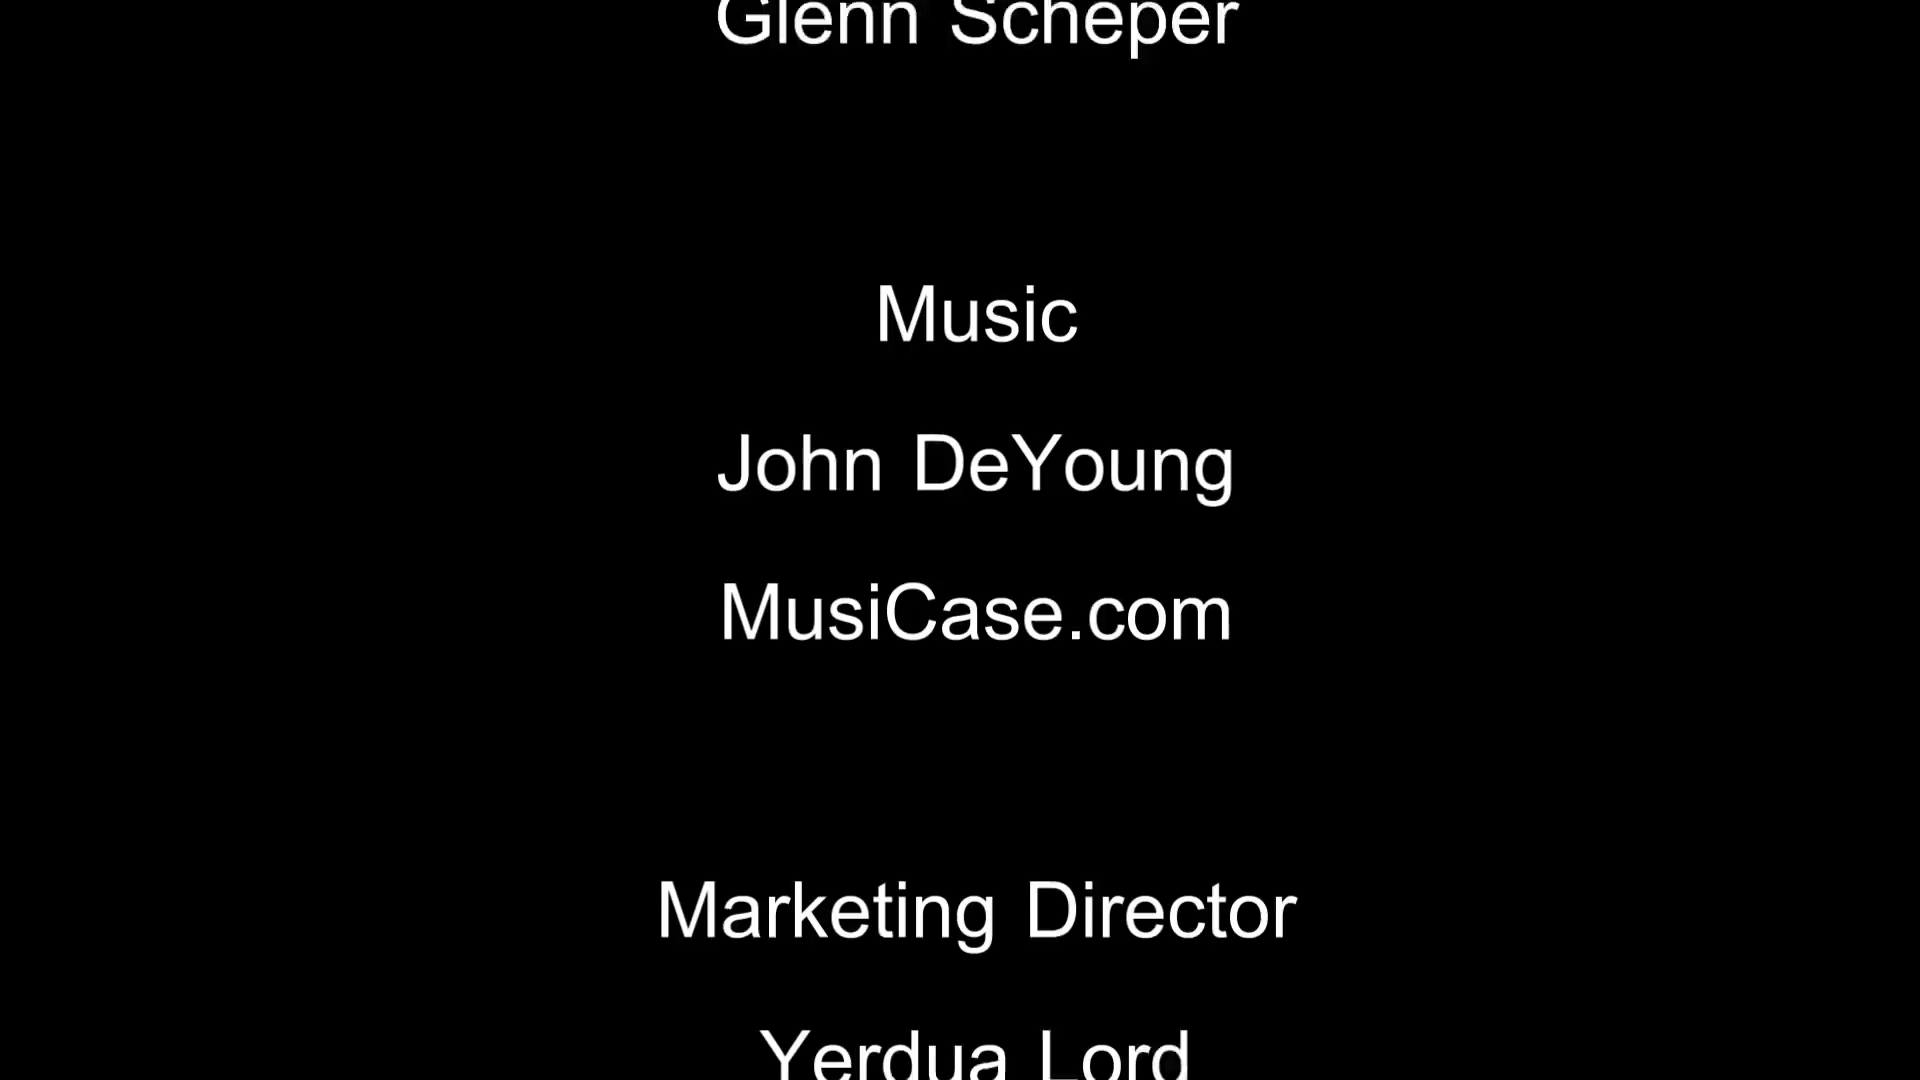 Glenn Scheper
Music
John DeYoung
MusiCase.com
Marketing Director
Yerdua Lord